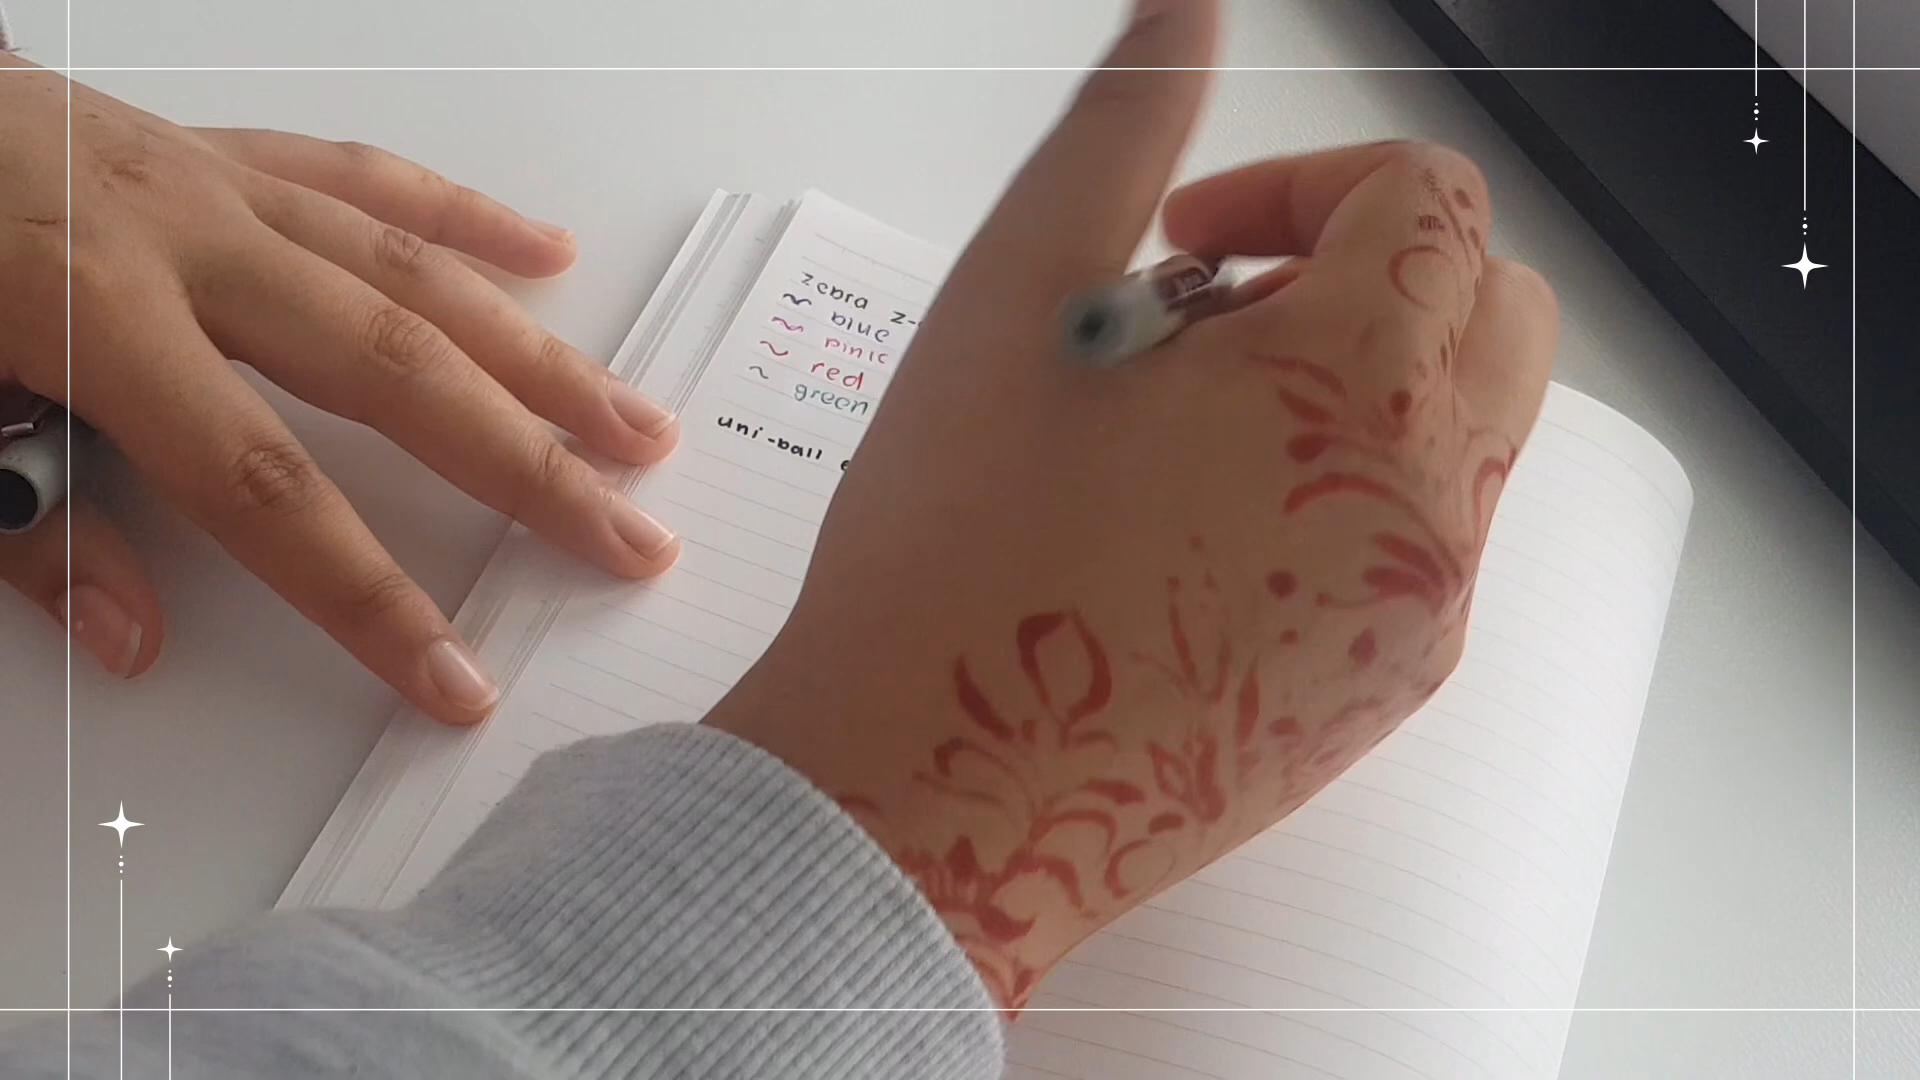 zebra z-
~ blue
~ pink
~ red
~ green
uni-ball e